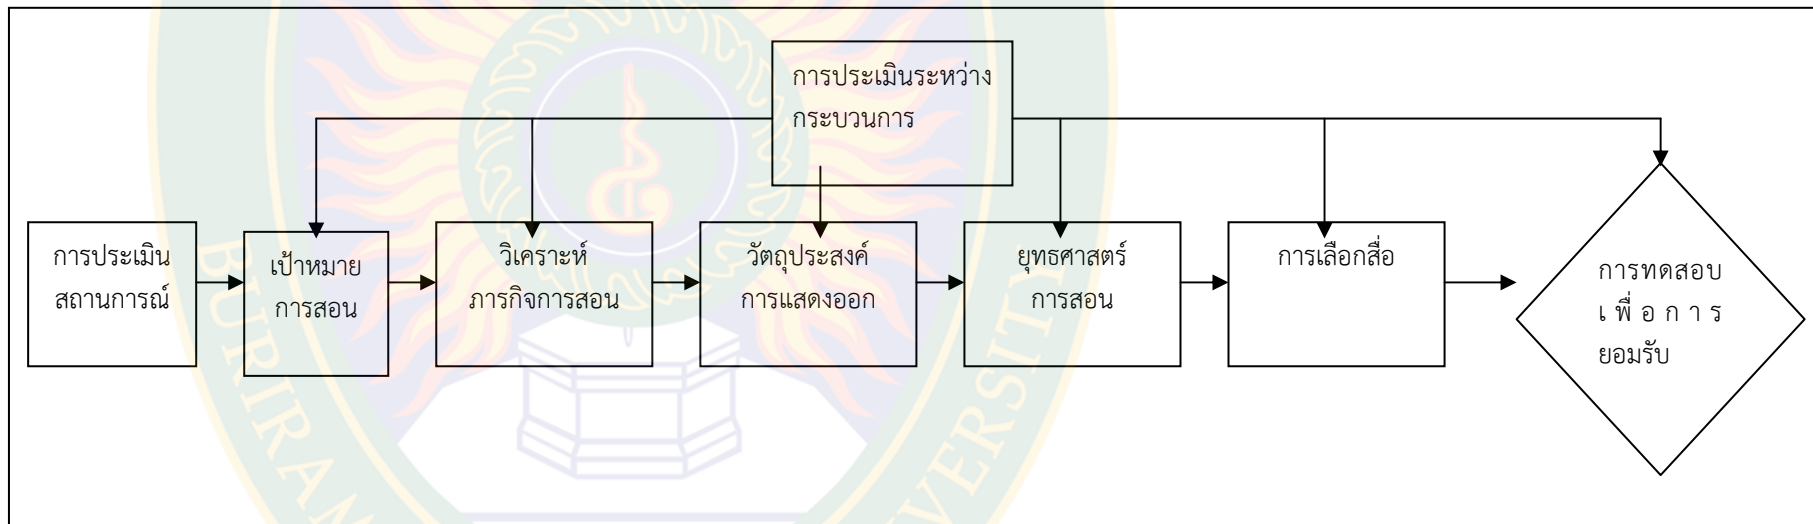 การประเมินระหว่าง
กระบวนการ
การประเมิน
สถานการณ์
เป้าหมาย
การสอน
วิเคราะห์
ภารกิจการสอน
วัตถุประสงค์
การแสดงออก
ยุทธศาสตร์
การสอน
การเลือกสื่อ
การทดสอบ
เพื่อการ
ยอมรับ
BURIRAM
UNIVERSITY